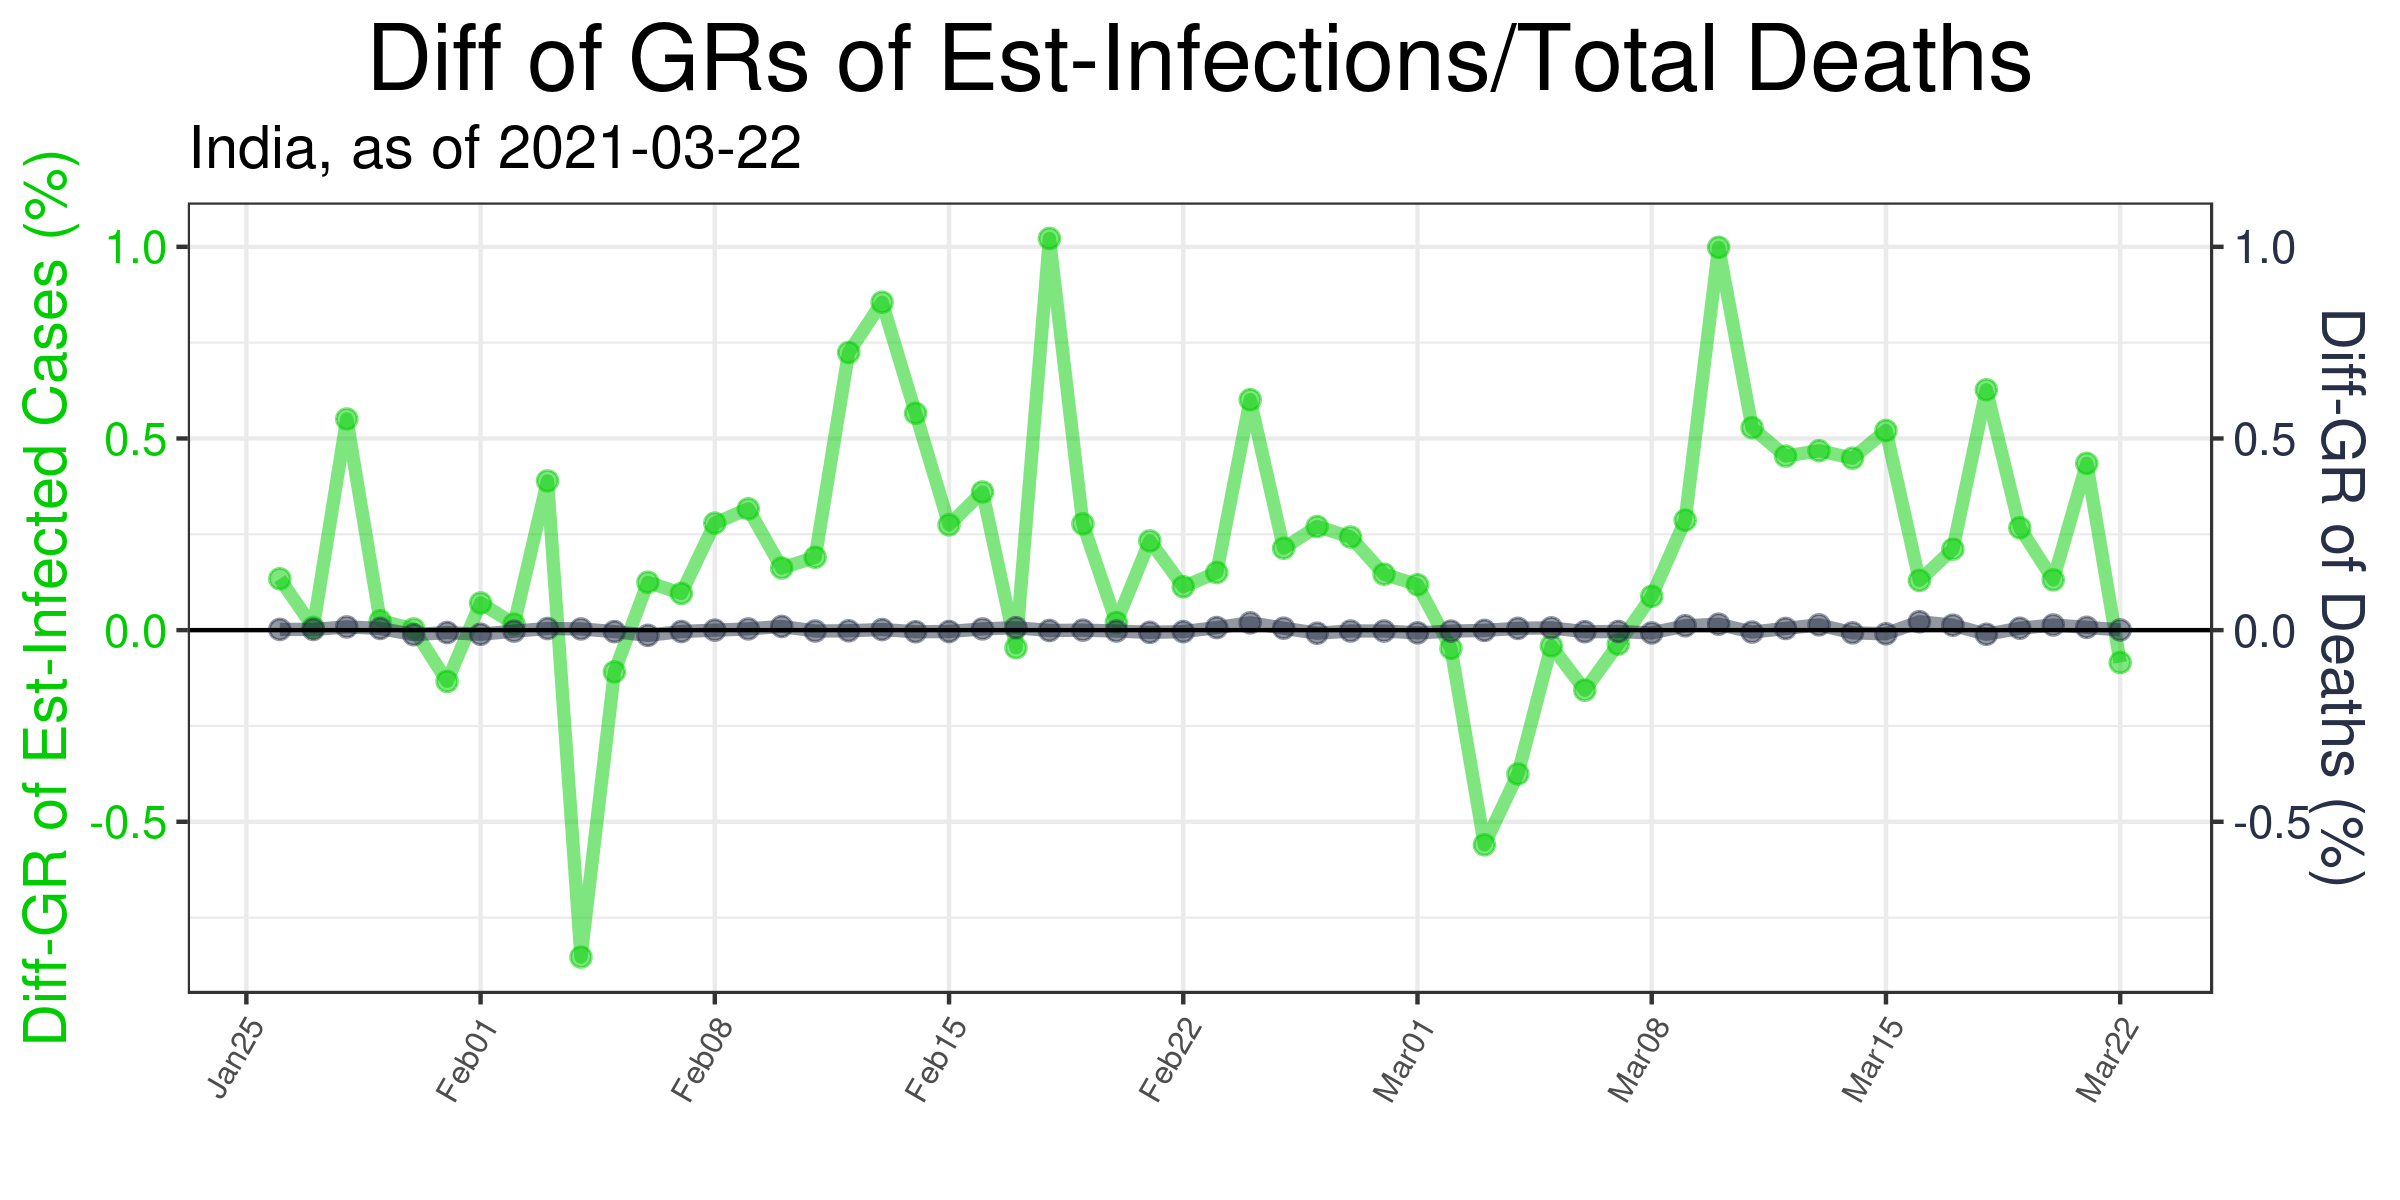 Diff of GRs of Est-Infections/Total Deaths
India, as of 2021-03-22
Diff-GR of Est-Infected Cases (%)
1.0
0.5
0.0
-0.5
1.0
0.5
0.0
-0.5
Diff-GR of Deaths (%)
Jan25
Feb01
Feb08
Feb15
Feb22
Mar01
Mar08
Mar15
Mar22